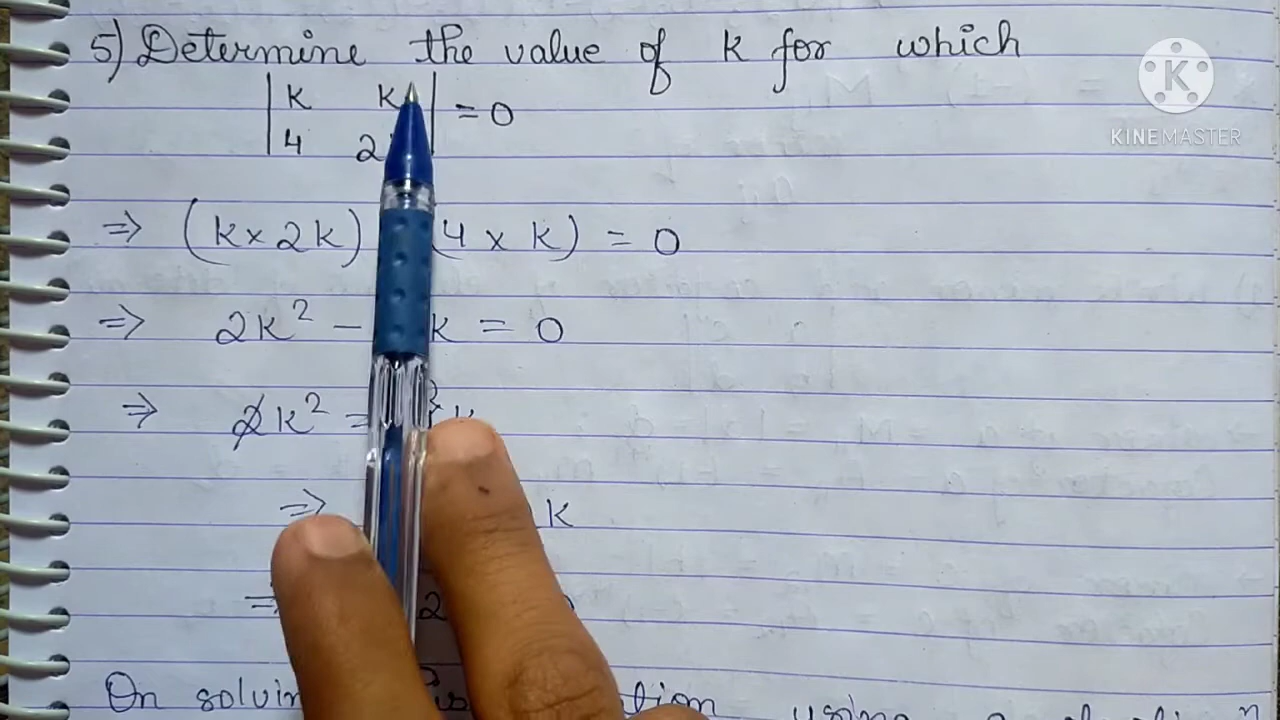 5) Determine the value of k for which
| k k
4 2 | = 0
⇒ (k × 2k) (4 × k) = 0
⇒ 2k² – k = 0
⇒ 2k² = k
⇒ k
⇒ 2
On solvin using
K
KINEMASTER